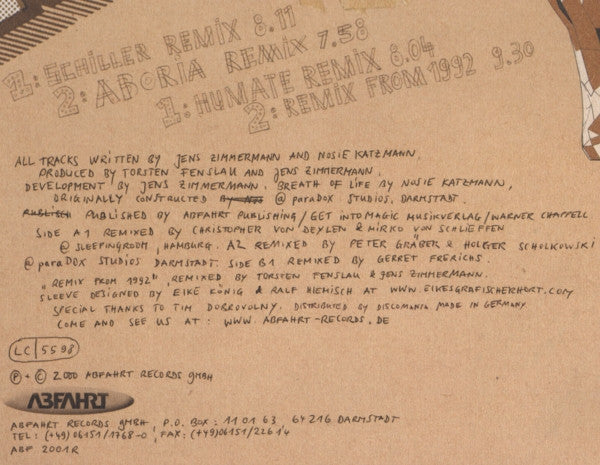 1: SCHILLER REMIX 8.11
2: ABORIA REMIX 7.58
1: HUMATE REMIX 8.04
2: REMIX FROM 1992 9.30
ALL TRACKS WRITTEN BY JENS ZIMMERMANN AND NOSIE KATZMANN,
PRODUCED BY TORSTEN FENSLAU AND JENS ZIMMERMANN,
DEVELOPMENT BY JENS ZIMMERMANN, BREATH OF LIFE BY NOSIE KATZMANN,
ORIGINALLY CONSTRUCTED @ paraDOX STUDIOS, DARMSTADT.
PUBLISH PUBLISHED BY ABFAHRT PUBLISHING / GET INTO MAGIC MUSIKVERLAG / WARNER CHAPPELL
SIDE A1 REMIXED BY CHRISTOPHER VON DEYLEN & MIRKO VON SCHLIEFFEN
@ SLEEPINGROOM, HAMBURG. A2 REMIXED BY PETER GRÄBER & HOLGER SCHOLKOWSKI
@ paraDOX STUDIOS DARMSTADT. SIDE B1 REMIXED BY GERRET FRERICHS.
„REMIX FROM 1992“, REMIXED BY TORSTEN FENSLAU & JENS ZIMMERMANN.
SLEEVE DESIGNED BY EIKE KÖNIG & RALF HIEMISCH AT WWW.EIKESGRAFISCHERHORT.COM
SPECIAL THANKS TO TIM DOBROVOLNY. DISTRIBUTED BY DISCOMANIA MADE IN GERMANY
COME AND SEE US AT: WWW.ABFAHRT-RECORDS.DE
LC 5598
℗ + © 2000 ABFAHRT RECORDS GMBH
ABFAHRT
ABFAHRT RECORDS GMBH, P.O. BOX: 11 01 63 64216 DARMSTADT
TEL: (+49) 06151/1768-0, FAX: (+49) 06151/22614
ABF 2001R